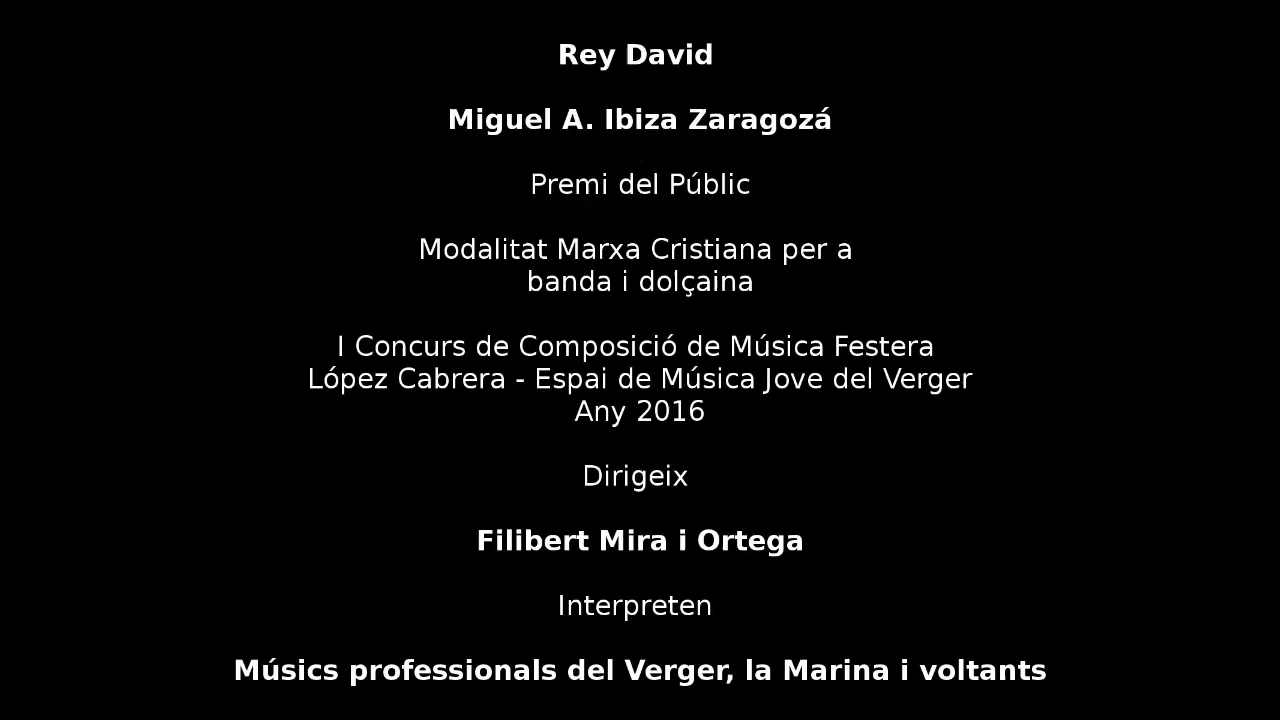 Rey David
Miguel A. Ibiza Zaragozá
Premi del Públic
Modalitat Marxa Cristiana per a
banda i dolçaina
I Concurs de Composició de Música Festera
López Cabrera - Espai de Música Jove del Verger
Any 2016
Dirigeix
Filibert Mira i Ortega
Interpreten
Músics professionals del Verger, la Marina i voltants